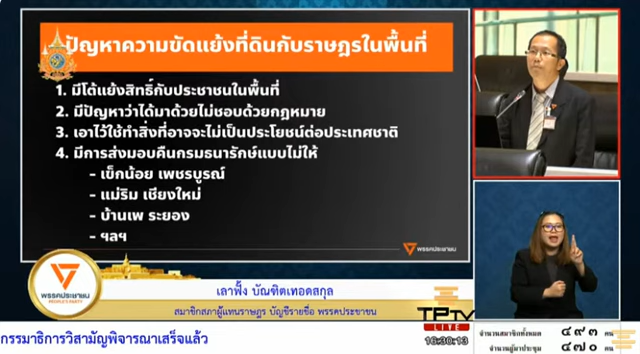 ปัญหาความขัดแย้งที่ดินกับราษฎรในพื้นที่
1. มีโต้แย้งสิทธิ์กับประชาชนในพื้นที่
2. มีปัญหาว่าได้มาด้วยไม่ชอบด้วยกฎหมาย
3. เอาไว้ใช้ทำสิ่งที่อาจจะไม่เป็นประโยชน์ต่อประเทศชาติ
4. มีการส่งมอบคืนกรมธนารักษ์แบบไม่ให้
- เข็กน้อย เพชรบูรณ์
- แม่ริม เชียงใหม่
- บ้านเพ ระยอง
- ฯลฯ
พรรคประชาชน
พรรคประชาชน
PEOPLE'S PARTY
เลาฟั้ง บัณฑิตเทอดสกุล
สมาชิกสภาผู้แทนราษฎร บัญชีรายชื่อ พรรคประชาชน
TPtv
LIVE
16:30:13
จำนวนสมาชิกทั้งหมด ๔๙๓ คน
จำนวนผู้มาประชุม ๔๗๐ คน
กรรมาธิการวิสามัญพิจารณาเสร็จแล้ว